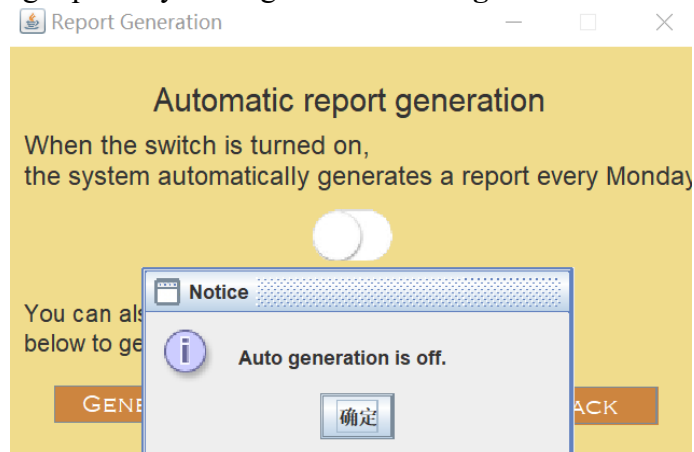 Report Generation
Automatic report generation
When the switch is turned on,
the system automatically generates a report every Monday
Notice
You can als
below to ge
Auto generation is off.
GENE
确定
ACK